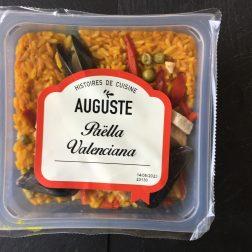 HISTOIRES DE CUISINE
AUGUSTE
Paëlla
Valenciana